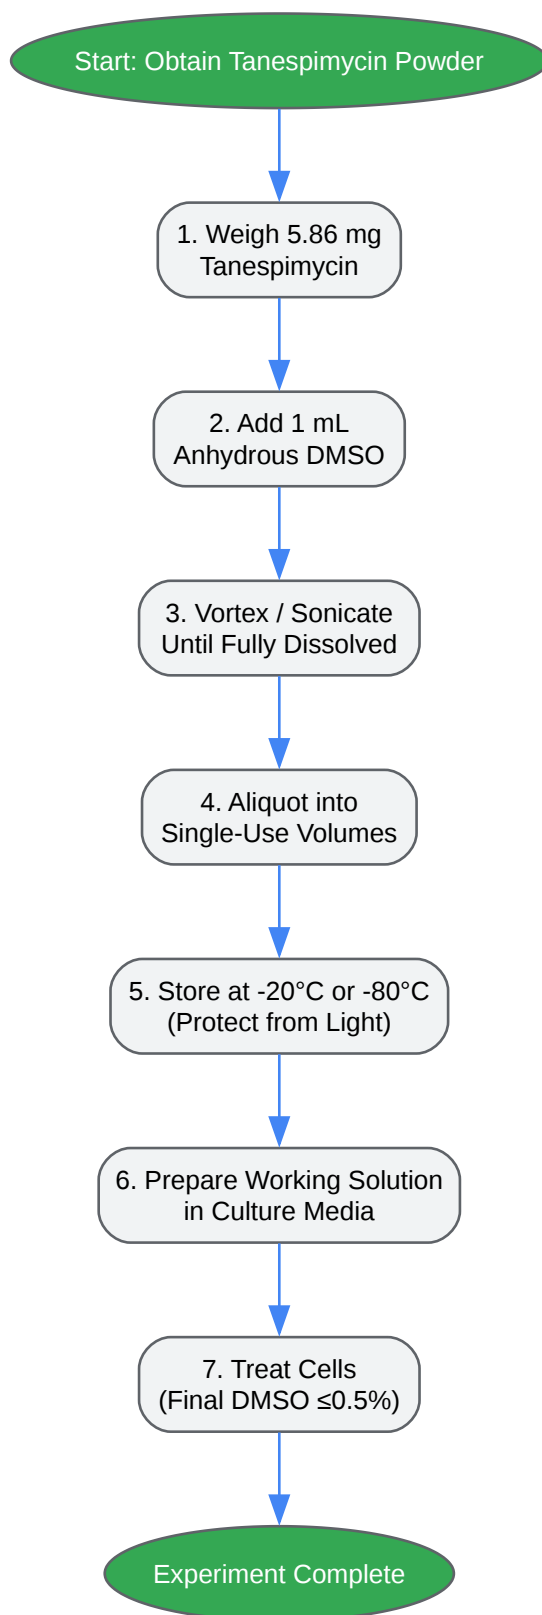 Start: Obtain Tanespimycin Powder
1. Weigh 5.86 mg
Tanespimycin
2. Add 1 mL
Anhydrous DMSO
3. Vortex / Sonicate
Until Fully Dissolved
4. Aliquot into
Single-Use Volumes
5. Store at -20°C or -80°C
(Protect from Light)
6. Prepare Working Solution
in Culture Media
7. Treat Cells
(Final DMSO ≤0.5%)
Experiment Complete